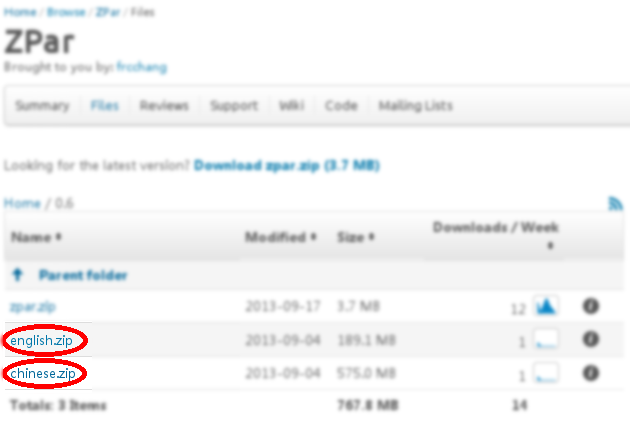 Home / Browse / ZPar / Files
ZPar
Brought to you by: frcchang
Summary Files Reviews Support Wiki Code Mailing Lists
Looking for the latest version? Download zpar.zip (3.7 MB)
Home / 0.6
Name Modified Size Downloads / Week
Parent folder
zpar.zip 2013-09-17 3.7 MB 12
english.zip 2013-09-04 189.1 MB 1
chinese.zip 2013-09-04 575.0 MB 1
Totals: 3 Items 767.8 MB 14